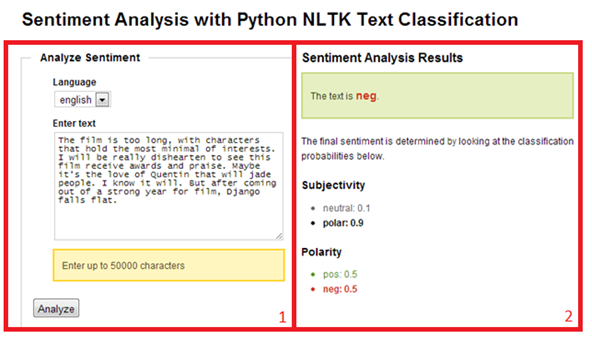 Sentiment Analysis with Python NLTK Text Classification
Analyze Sentiment
Language
english
Enter text
The film is too long, with characters
that hold the most minimal of interests.
I will be really dishearten to see this
film receive awards and praise. Maybe
it's the love of Quentin that will jade
people. I know it will. But after coming
out of a strong year for film, Django
falls flat.
Enter up to 50000 characters
Analyze
1
Sentiment Analysis Results
The text is neg.
The final sentiment is determined by looking at the classification
probabilities below.
Subjectivity
• neutral: 0.1
• polar: 0.9
Polarity
• pos: 0.5
• neg: 0.5
2